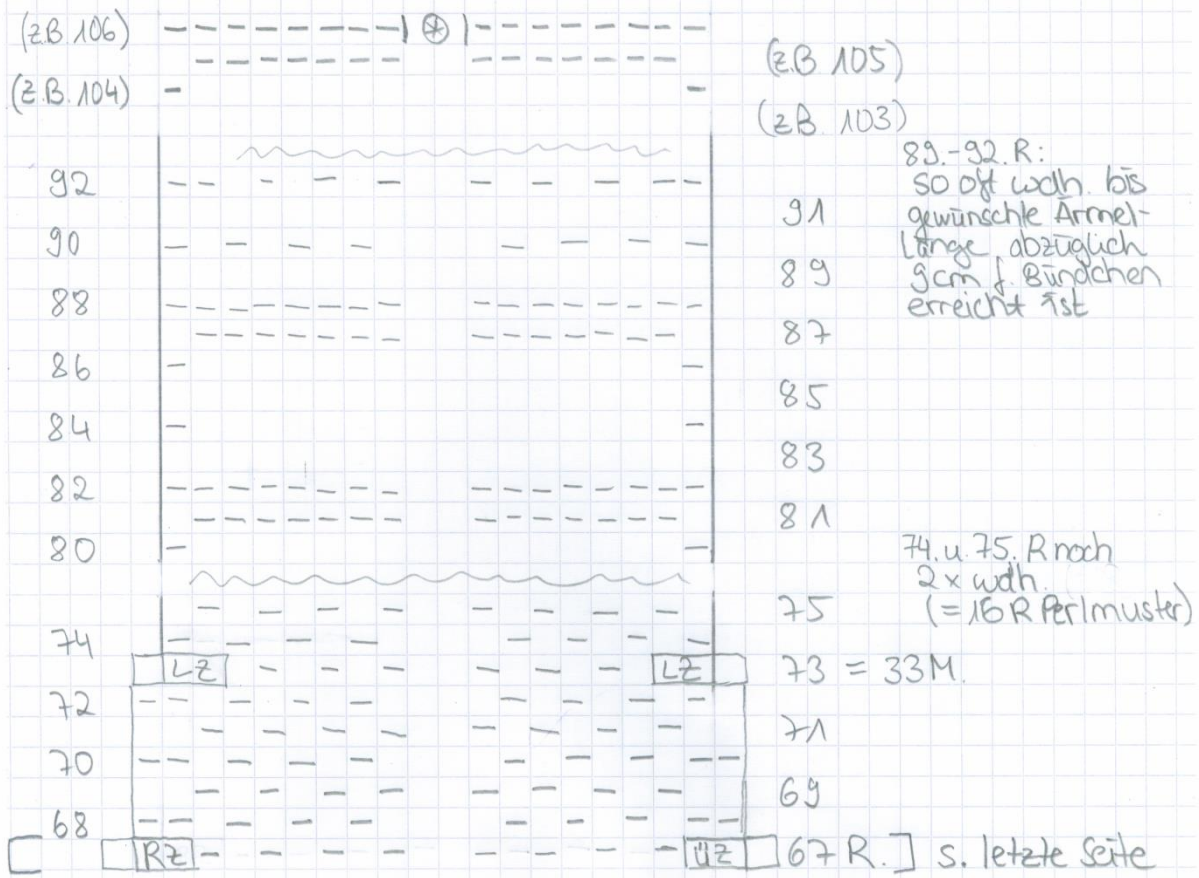 (z.B. 106)
(z.B. 105)
(z.B. 104)
(z.B. 103)
89.-92. R:
so oft wdh. bis
gewünschte Ärmel-
länge abzüglich
9cm f. Bündchen
erreicht ist
92
91
90
89
88
87
86
85
84
83
82
81
80
74. u. 75. R noch
2 x wdh.
(= 16 R Perlmuster)
75
74
LZ LZ 73 = 33 M.
72
71
70
69
68
[ RZ ÜZ 67 R. ] s. letzte Seite